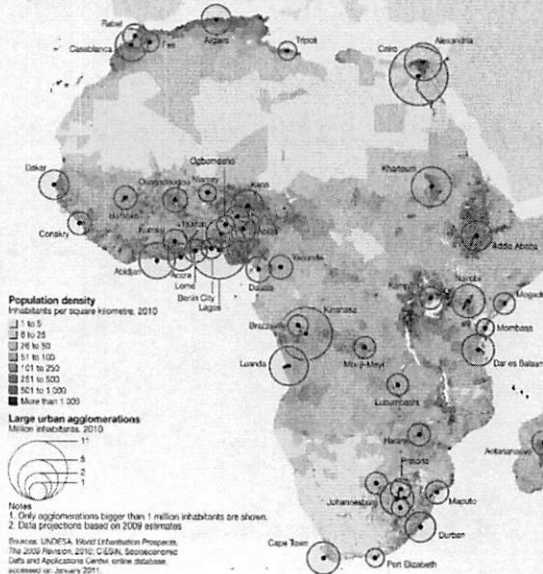 Alexandria
Rabat
Algiers
Casablanca
Fes
Tripoli
Cairo
Ogbomosho
Dakar
Ouagadougou
Niamey
Kano
Khartoum
Bamako
Conakry
Kumasi
Abuja
Addis Ababa
Abidjan
Accra
Lome
Benin City
Lagos
Douala
Yaounde
Nairobi
Mombasa
Dar es Salaam
Kinshasa
Brazzaville
Luanda
Mbuji-Mayi
Lubumbashi
Harare
Antananarivo
Pretoria
Johannesburg
Maputo
Durban
Cape Town
Port Elizabeth
Population density
Inhabitants per square kilometre, 2010
1 to 5
6 to 25
26 to 50
51 to 100
101 to 250
251 to 500
501 to 1 000
More than 1 000
Large urban agglomerations
Million inhabitants, 2010
11
5
2
1
Notes
1. Only agglomerations bigger than 1 million inhabitants are shown.
2. Data projections based on 2009 estimates
Sources: UNDESA, World Urbanisation Prospects,
The 2009 Revision, 2010; CIESIN, Socioeconomic
Data and Applications Center, online database,
accessed on January 2011.